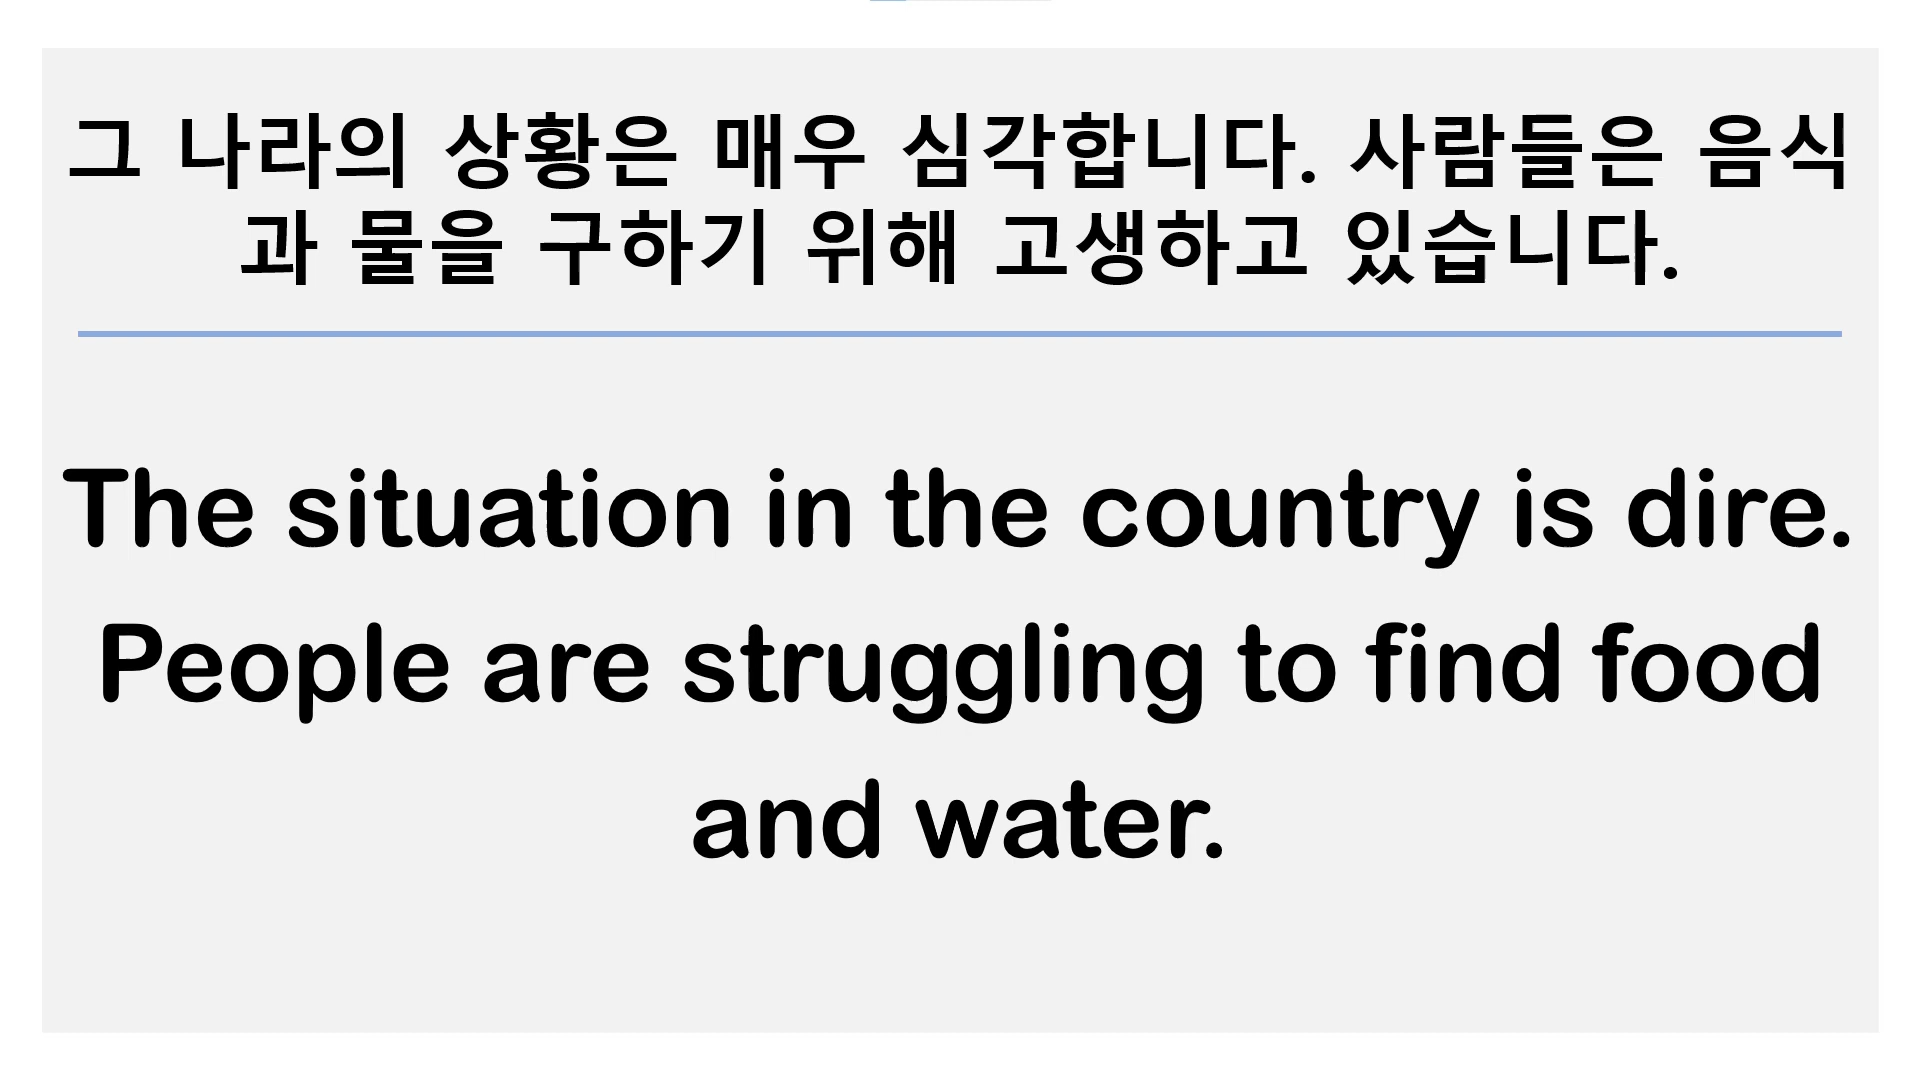 그 나라의 상황은 매우 심각합니다. 사람들은 음식
과 물을 구하기 위해 고생하고 있습니다.
The situation in the country is dire.
People are struggling to find food
and water.